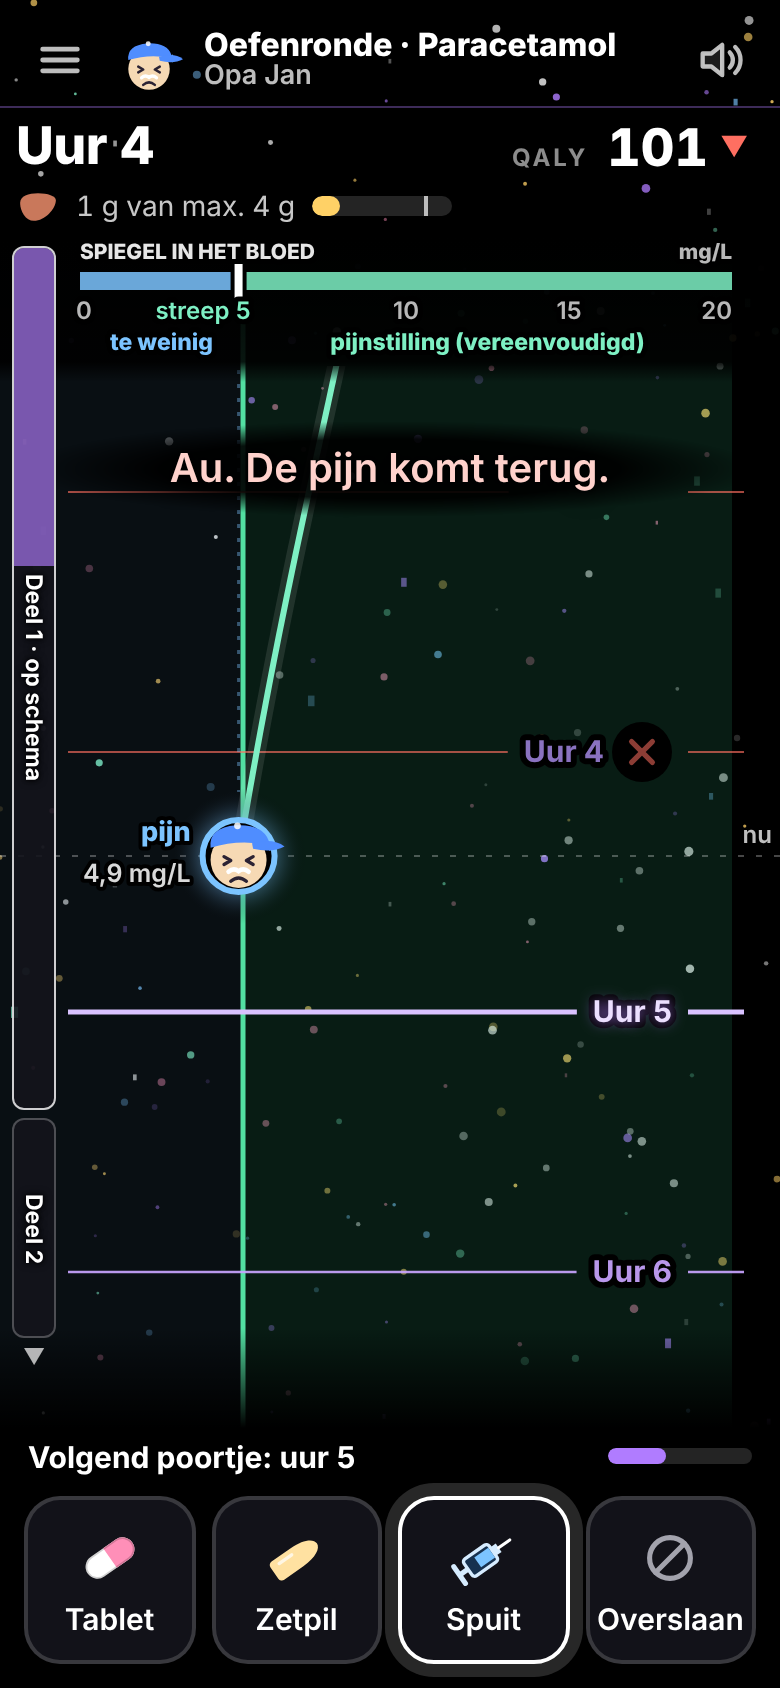 Oefenronde · Paracetamol
Opa Jan
Uur 4
QALY 101
1 g van max. 4 g
SPIEGEL IN HET BLOED mg/L
0 streep 5 10 15 20
te weinig pijnstilling (vereenvoudigd)
Au. De pijn komt terug.
Deel 1 · op schema
Uur 4
pijn
nu
4,9 mg/L
Uur 5
Deel 2
Uur 6
Volgend poortje: uur 5
Tablet Zetpil Spuit Overslaan